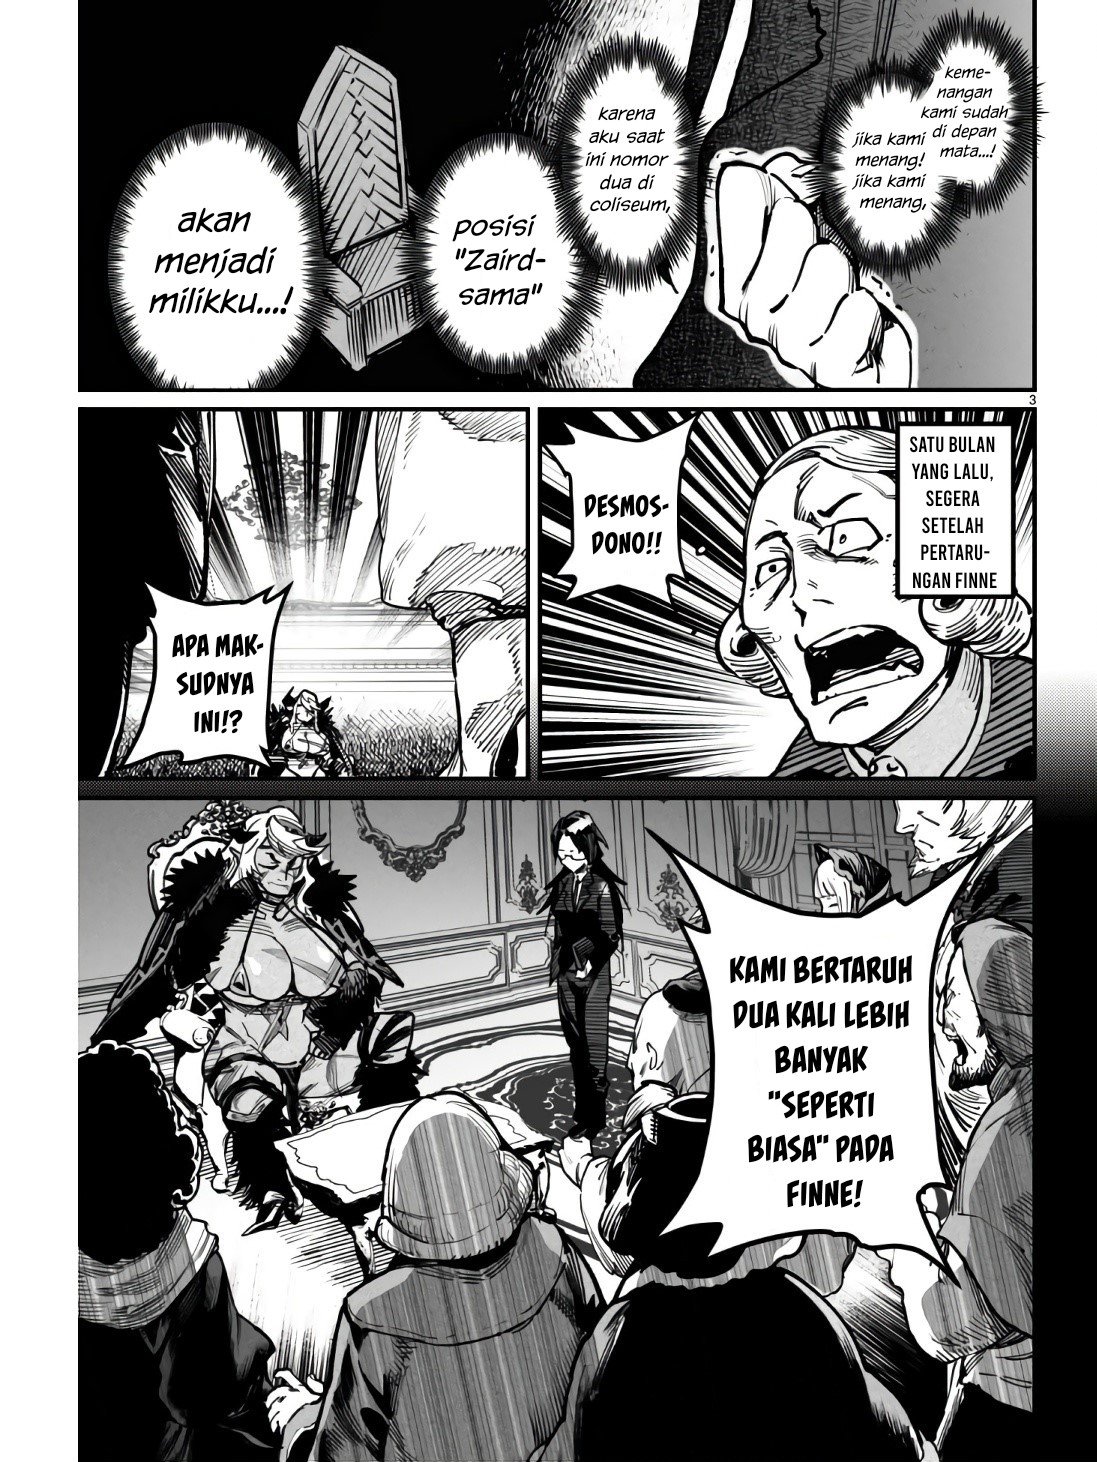 keme-
nangan
kami sudah
di depan
mata...!
jika kami
menang!
jika kami
menang,
karena
aku saat
ini nomor
dua di
coliseum,
posisi
"Zaird-
sama"
akan
menjadi
milikku...!
3
SATU BULAN
YANG LALU,
SEGERA
SETELAH
PERTARU-
NGAN FINNE
DESMOS-
DONO!!
APA MAK-
SUDNYA
INI!?
KAMI BERTARUH
DUA KALI LEBIH
BANYAK
"SEPERTI
BIASA" PADA
FINNE!